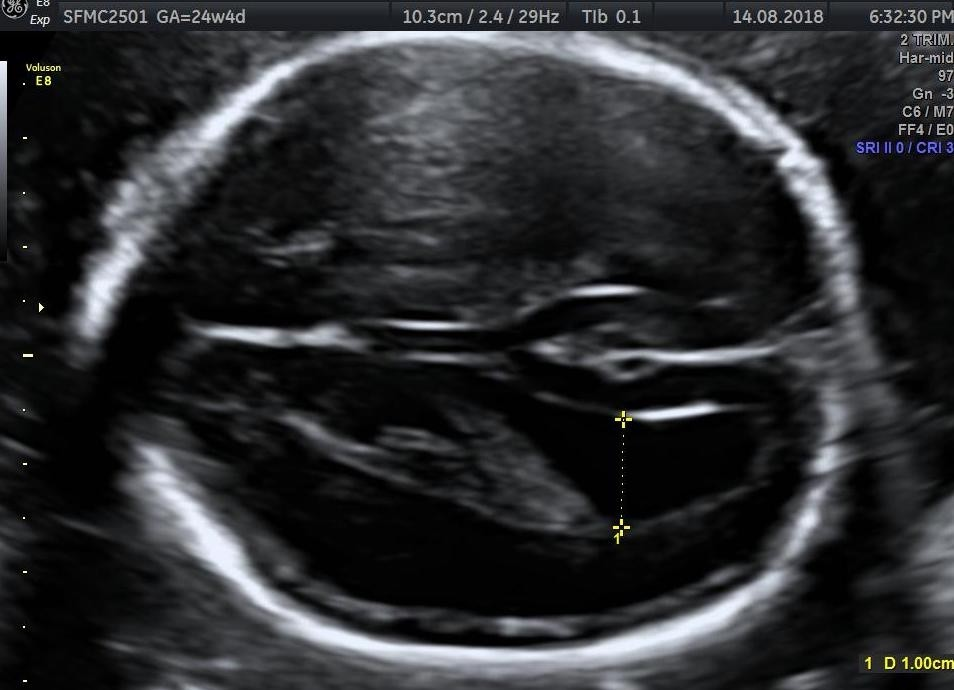 GE E8
Exp SFMC2501 GA=24w4d 10.3cm / 2.4 / 29Hz TIb 0.1 14.08.2018 6:32:30 PM
2 TRIM.
Har-mid
97
Gn -3
C6 / M7
FF4 / E0
SRI II 0 / CRI 3
Voluson
E8
1
1 D 1.00cm